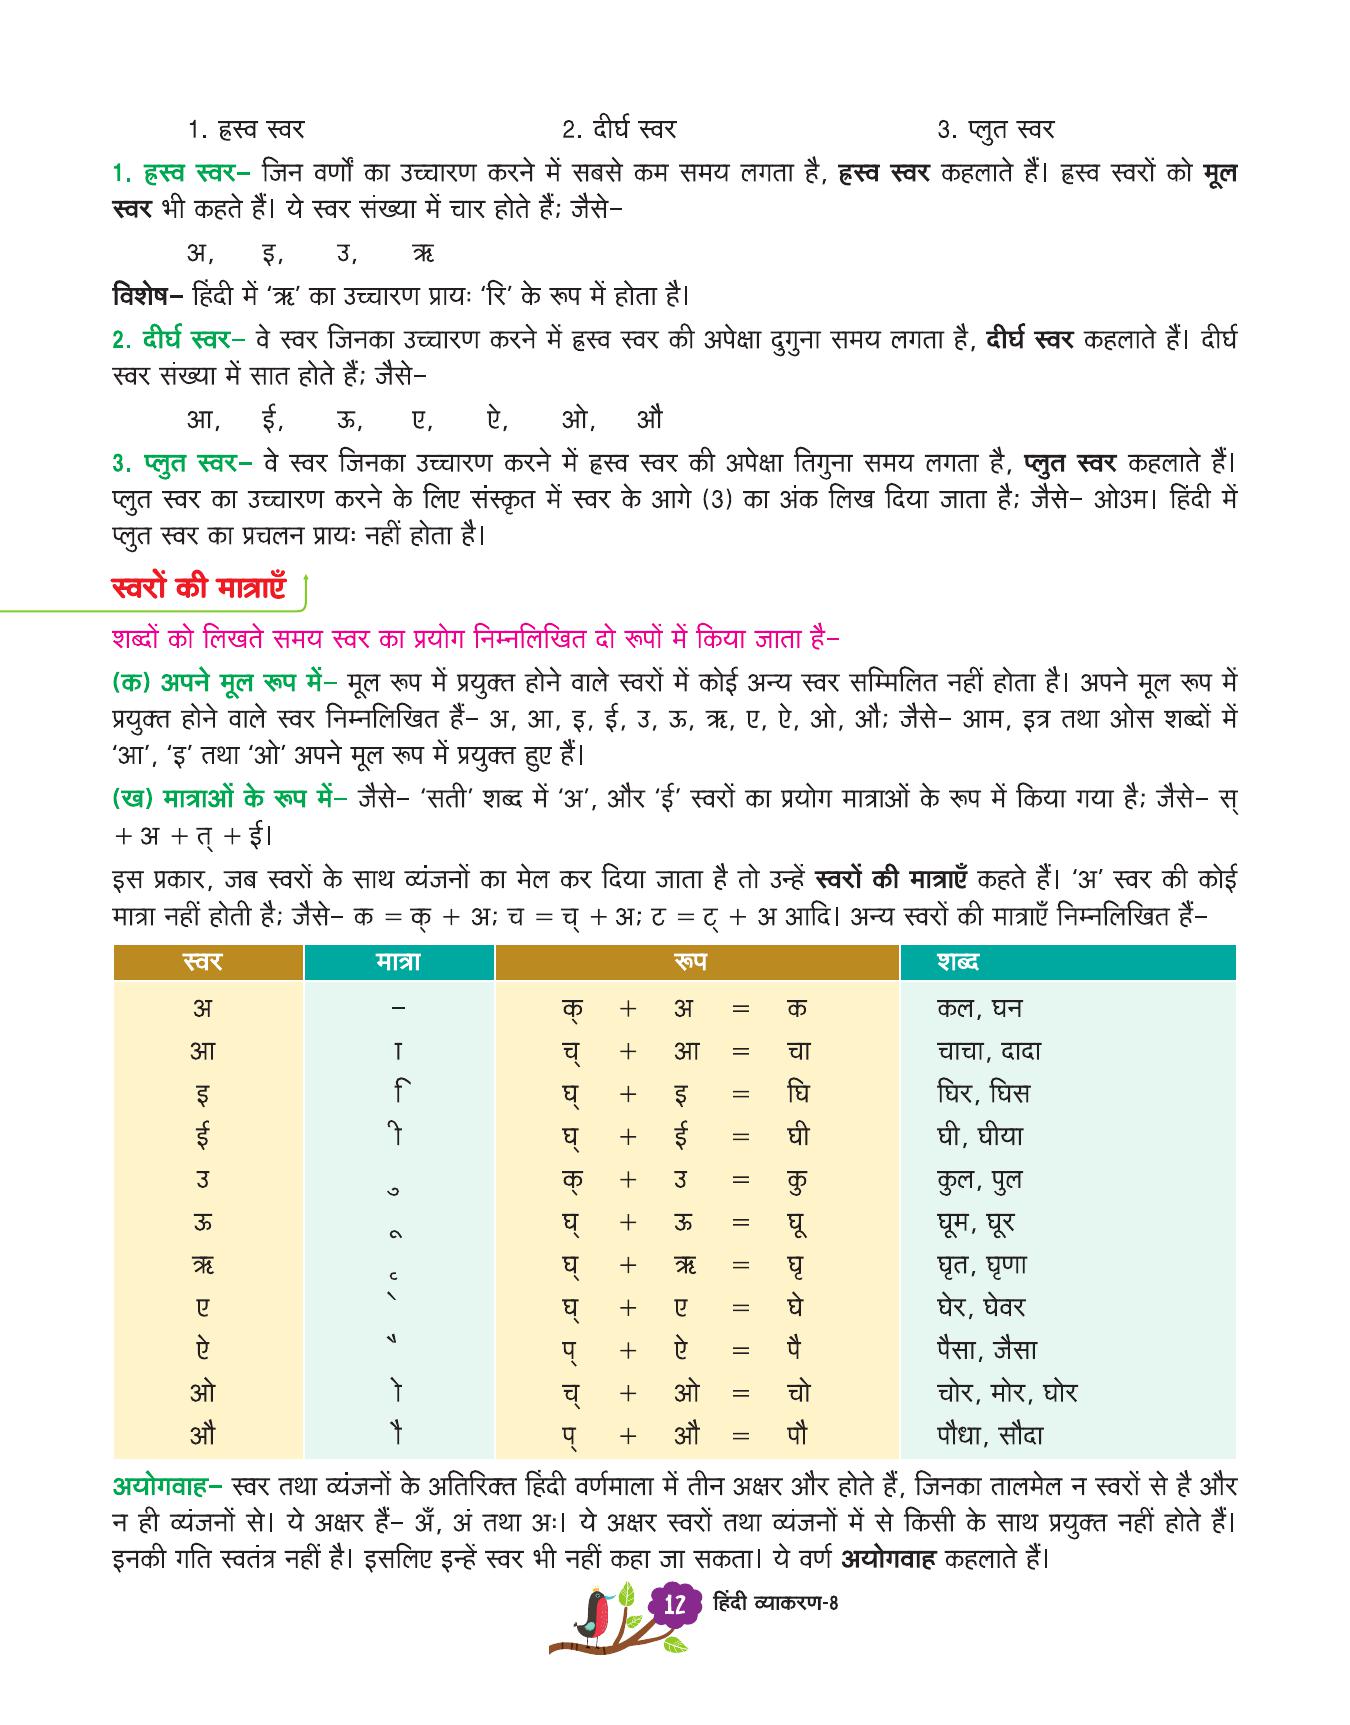 1. ह्रस्व स्वर 2. दीर्घ स्वर 3. प्लुत स्वर
1. ह्रस्व स्वर– जिन वर्णों का उच्चारण करने में सबसे कम समय लगता है, ह्रस्व स्वर कहलाते हैं। ह्रस्व स्वरों को मूल
स्वर भी कहते हैं। ये स्वर संख्या में चार होते हैं; जैसे–
अ, इ, उ, ऋ
विशेष– हिंदी में ‘ऋ’ का उच्चारण प्रायः ‘रि’ के रूप में होता है।
2. दीर्घ स्वर– वे स्वर जिनका उच्चारण करने में ह्रस्व स्वर की अपेक्षा दुगुना समय लगता है, दीर्घ स्वर कहलाते हैं। दीर्घ
स्वर संख्या में सात होते हैं; जैसे–
आ, ई, ऊ, ए, ऐ, ओ, औ
3. प्लुत स्वर– वे स्वर जिनका उच्चारण करने में ह्रस्व स्वर की अपेक्षा तिगुना समय लगता है, प्लुत स्वर कहलाते हैं।
प्लुत स्वर का उच्चारण करने के लिए संस्कृत में स्वर के आगे (3) का अंक लिख दिया जाता है; जैसे– ओ3म। हिंदी में
प्लुत स्वर का प्रचलन प्रायः नहीं होता है।
स्वरों की मात्राएँ
शब्दों को लिखते समय स्वर का प्रयोग निम्नलिखित दो रूपों में किया जाता है–
(क) अपने मूल रूप में– मूल रूप में प्रयुक्त होने वाले स्वरों में कोई अन्य स्वर सम्मिलित नहीं होता है। अपने मूल रूप में
प्रयुक्त होने वाले स्वर निम्नलिखित हैं– अ, आ, इ, ई, उ, ऊ, ऋ, ए, ऐ, ओ, औ; जैसे– आम, इत्र तथा ओस शब्दों में
‘आ’, ‘इ’ तथा ‘ओ’ अपने मूल रूप में प्रयुक्त हुए हैं।
(ख) मात्राओं के रूप में– जैसे– ‘सती’ शब्द में ‘अ’, और ‘ई’ स्वरों का प्रयोग मात्राओं के रूप में किया गया है; जैसे– स्
+ अ + त् + ई।
इस प्रकार, जब स्वरों के साथ व्यंजनों का मेल कर दिया जाता है तो उन्हें स्वरों की मात्राएँ कहते हैं। ‘अ’ स्वर की कोई
मात्रा नहीं होती है; जैसे– क = क् + अ; च = च् + अ; ट = ट् + अ आदि। अन्य स्वरों की मात्राएँ निम्नलिखित हैं–
स्वर मात्रा रूप शब्द
अ – क् + अ = क कल, घन
आ ा च् + आ = चा चाचा, दादा
इ ि घ् + इ = घि घिर, घिस
ई ी घ् + ई = घी घी, घीया
उ ु क् + उ = कु कुल, पुल
ऊ ू घ् + ऊ = घू घूम, घूर
ऋ ृ घ् + ऋ = घृ घृत, घृणा
ए े घ् + ए = घे घेर, घेवर
ऐ ै प् + ऐ = पै पैसा, जैसा
ओ ो च् + ओ = चो चोर, मोर, घोर
औ ौ प् + औ = पौ पौधा, सौदा
अयोगवाह– स्वर तथा व्यंजनों के अतिरिक्त हिंदी वर्णमाला में तीन अक्षर और होते हैं, जिनका तालमेल न स्वरों से है और
न ही व्यंजनों से। ये अक्षर हैं– अँ, अं तथा अः। ये अक्षर स्वरों तथा व्यंजनों में से किसी के साथ प्रयुक्त नहीं होते हैं।
इनकी गति स्वतंत्र नहीं है। इसलिए इन्हें स्वर भी नहीं कहा जा सकता। ये वर्ण अयोगवाह कहलाते हैं।
12 हिंदी व्याकरण-8